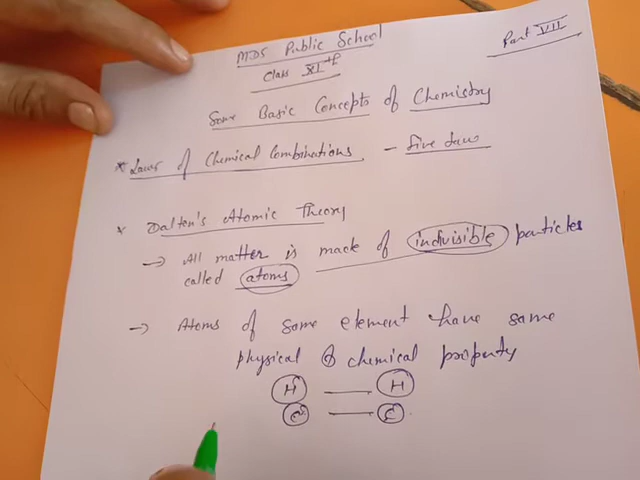 MDS Public School
Class XIth
Part VII
Some Basic Concepts of Chemistry
* Laws of Chemical Combinations - five laws
* Dalton's Atomic Theory
→ All matter is made of indivisible particles
called atoms
→ Atoms of same element have same
physical & chemical property
H — H
C — C